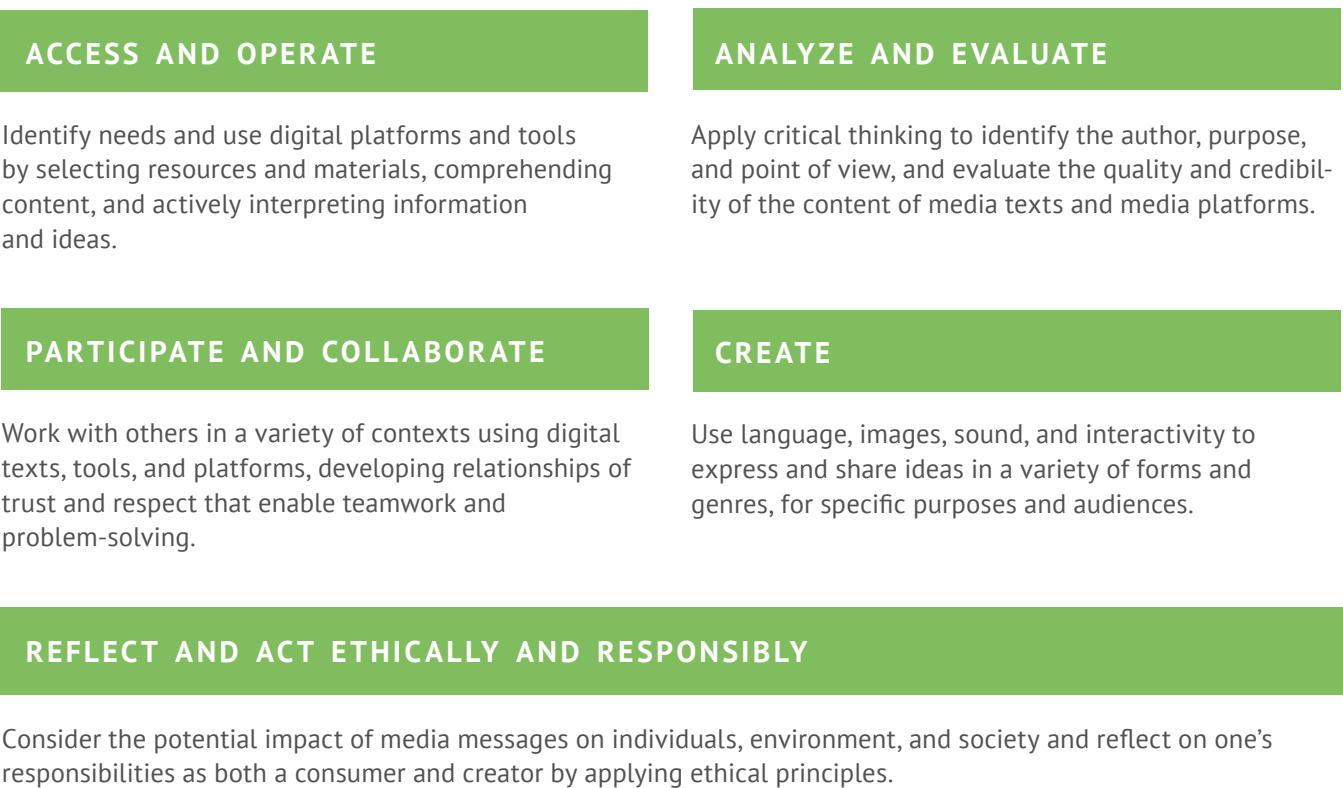 ACCESS AND OPERATE
Identify needs and use digital platforms and tools
by selecting resources and materials, comprehending
content, and actively interpreting information
and ideas.
ANALYZE AND EVALUATE
Apply critical thinking to identify the author, purpose,
and point of view, and evaluate the quality and credibil-
ity of the content of media texts and media platforms.
PARTICIPATE AND COLLABORATE
Work with others in a variety of contexts using digital
texts, tools, and platforms, developing relationships of
trust and respect that enable teamwork and
problem-solving.
CREATE
Use language, images, sound, and interactivity to
express and share ideas in a variety of forms and
genres, for specific purposes and audiences.
REFLECT AND ACT ETHICALLY AND RESPONSIBLY
Consider the potential impact of media messages on individuals, environment, and society and reflect on one’s
responsibilities as both a consumer and creator by applying ethical principles.